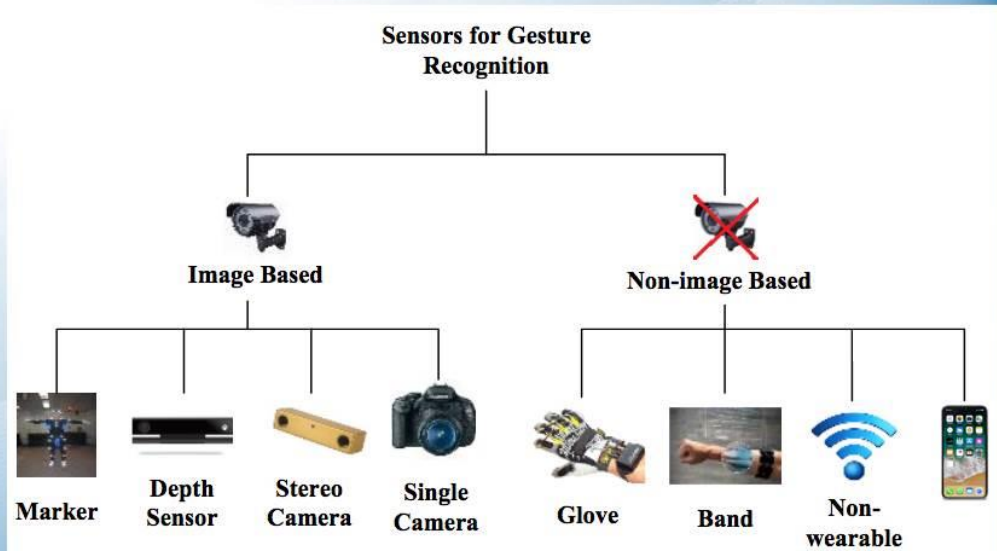 Sensors for Gesture
Recognition
Image Based
Non-image Based
Marker
Depth
Sensor
Stereo
Camera
Single
Camera
Glove
Band
Non-
wearable